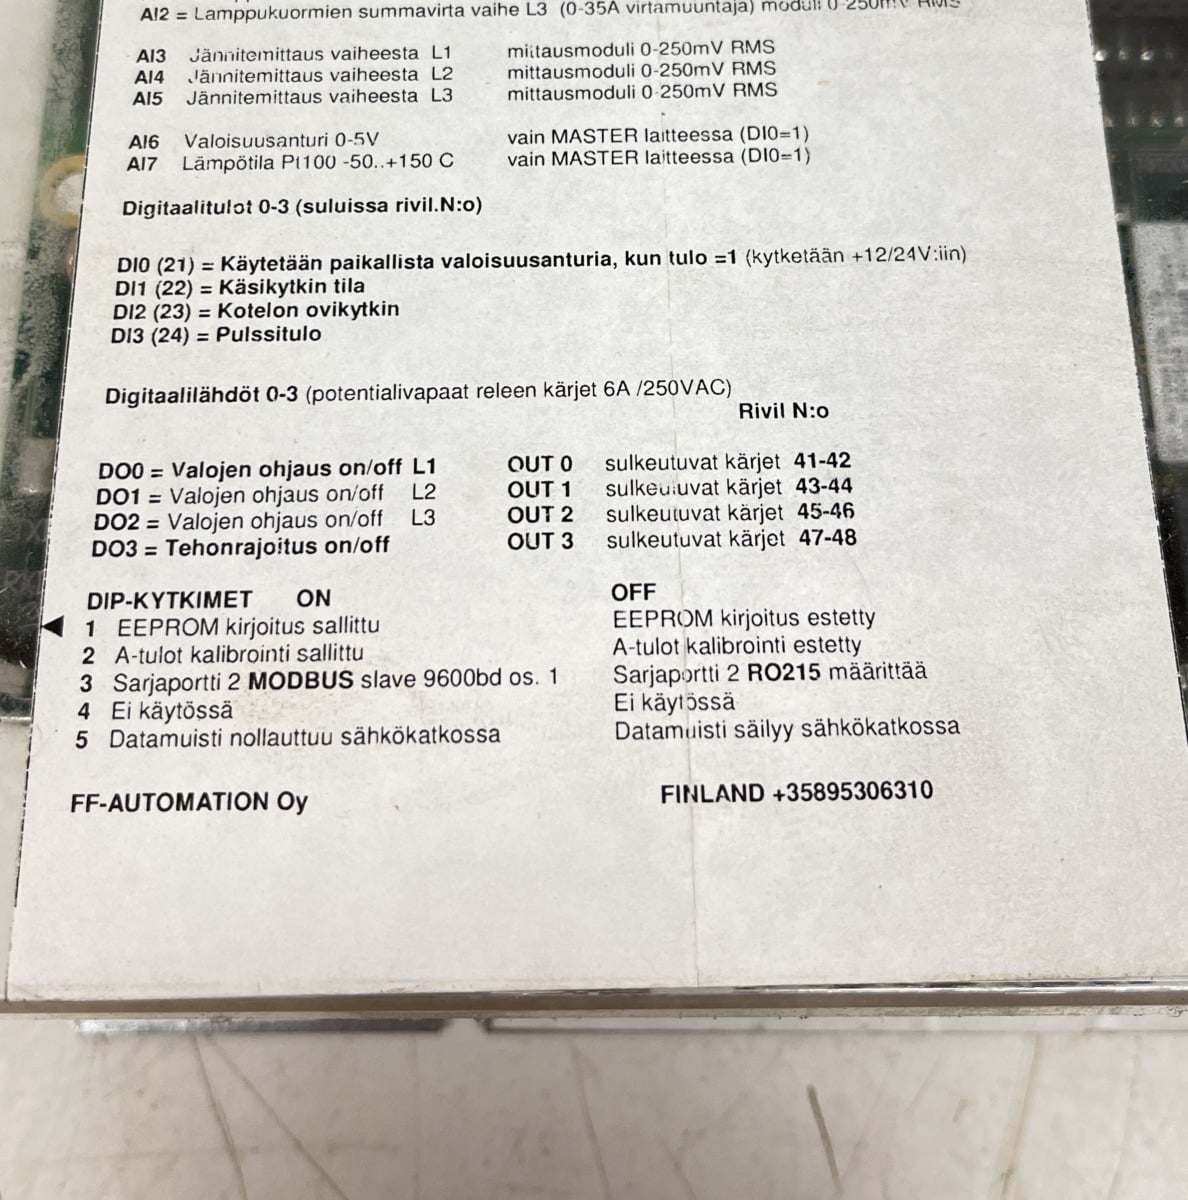 AI2 = Lamppukuormien summavirta vaihe L3 (0-35A virtamuuntaja) moduli 0-250mV RMS
AI3 Jännitemittaus vaiheesta L1 mittausmoduli 0-250mV RMS
AI4 Jännitemittaus vaiheesta L2 mittausmoduli 0-250mV RMS
AI5 Jännitemittaus vaiheesta L3 mittausmoduli 0-250mV RMS
AI6 Valoisuusanturi 0-5V vain MASTER laitteessa (DI0=1)
AI7 Lämpötila Pt100 -50..+150 C vain MASTER laitteessa (DI0=1)
Digitaalitulot 0-3 (suluissa rivil.N:o)
DI0 (21) = Käytetään paikallista valoisuusanturia, kun tulo =1 (kytketään +12/24V:iin)
DI1 (22) = Käsikytkin tila
DI2 (23) = Kotelon ovikytkin
DI3 (24) = Pulssitulo
Digitaalilähdöt 0-3 (potentialivapaat releen kärjet 6A /250VAC)
Rivil N:o
DO0 = Valojen ohjaus on/off L1 OUT 0 sulkeutuvat kärjet 41-42
DO1 = Valojen ohjaus on/off L2 OUT 1 sulkeutuvat kärjet 43-44
DO2 = Valojen ohjaus on/off L3 OUT 2 sulkeutuvat kärjet 45-46
DO3 = Tehonrajoitus on/off OUT 3 sulkeutuvat kärjet 47-48
DIP-KYTKIMET ON OFF
1 EEPROM kirjoitus sallittu EEPROM kirjoitus estetty
2 A-tulot kalibrointi sallittu A-tulot kalibrointi estetty
3 Sarjaportti 2 MODBUS slave 9600bd os. 1 Sarjaportti 2 RO215 määrittää
4 Ei käytössä Ei käytössä
5 Datamuisti nollauttuu sähkökatkossa Datamuisti säilyy sähkökatkossa
FF-AUTOMATION Oy FINLAND +35895306310